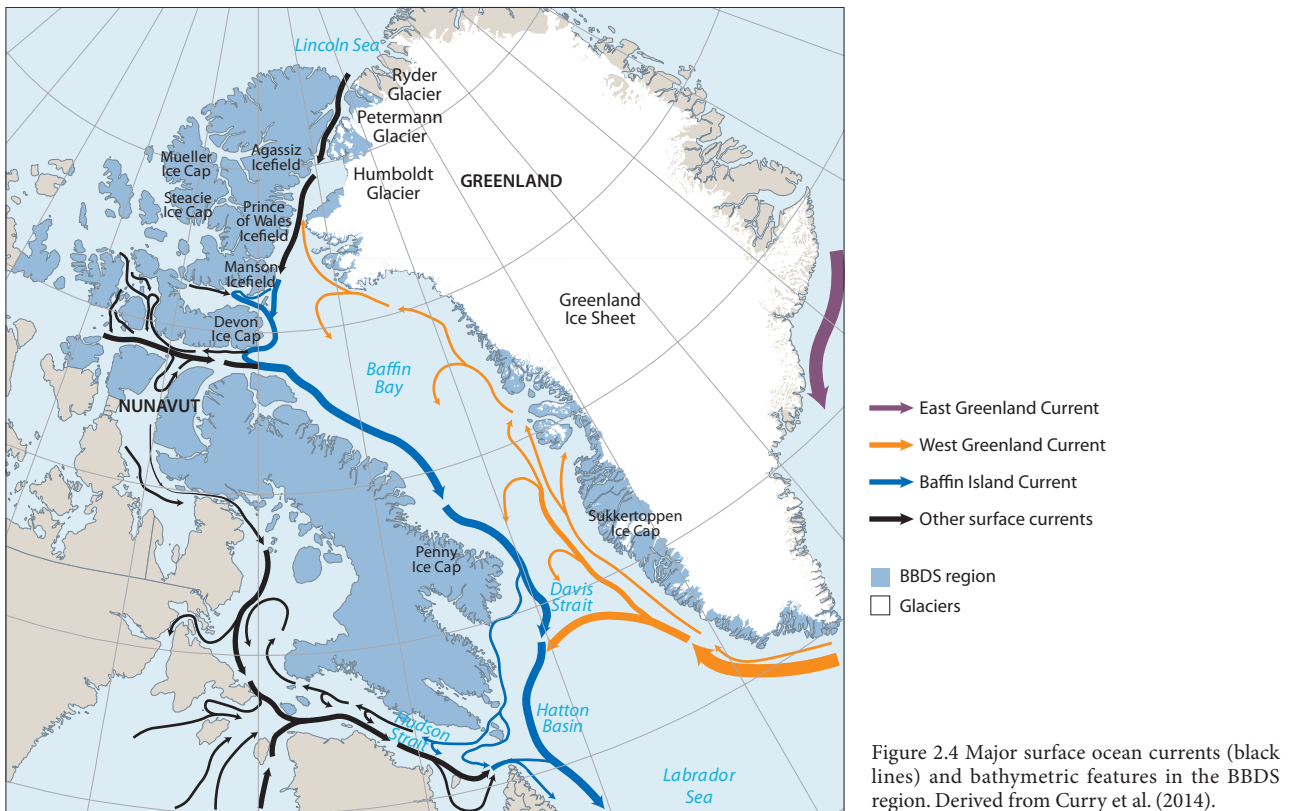 Lincoln Sea
Ryder
Glacier
Petermann
Glacier
Humboldt
Glacier
GREENLAND
Agassiz
Icefield
Mueller
Ice Cap
Steacie
Ice Cap
Prince
of Wales
Icefield
Manson
Icefield
Devon
Ice Cap
Greenland
Ice Sheet
Baffin
Bay
NUNAVUT
Sukkertoppen
Ice Cap
Penny
Ice Cap
Davis
Strait
Hudson
Strait
Hatton
Basin
Labrador
Sea
East Greenland Current
West Greenland Current
Baffin Island Current
Other surface currents
BBDS region
Glaciers
Figure 2.4 Major surface ocean currents (black
lines) and bathymetric features in the BBDS
region. Derived from Curry et al. (2014).